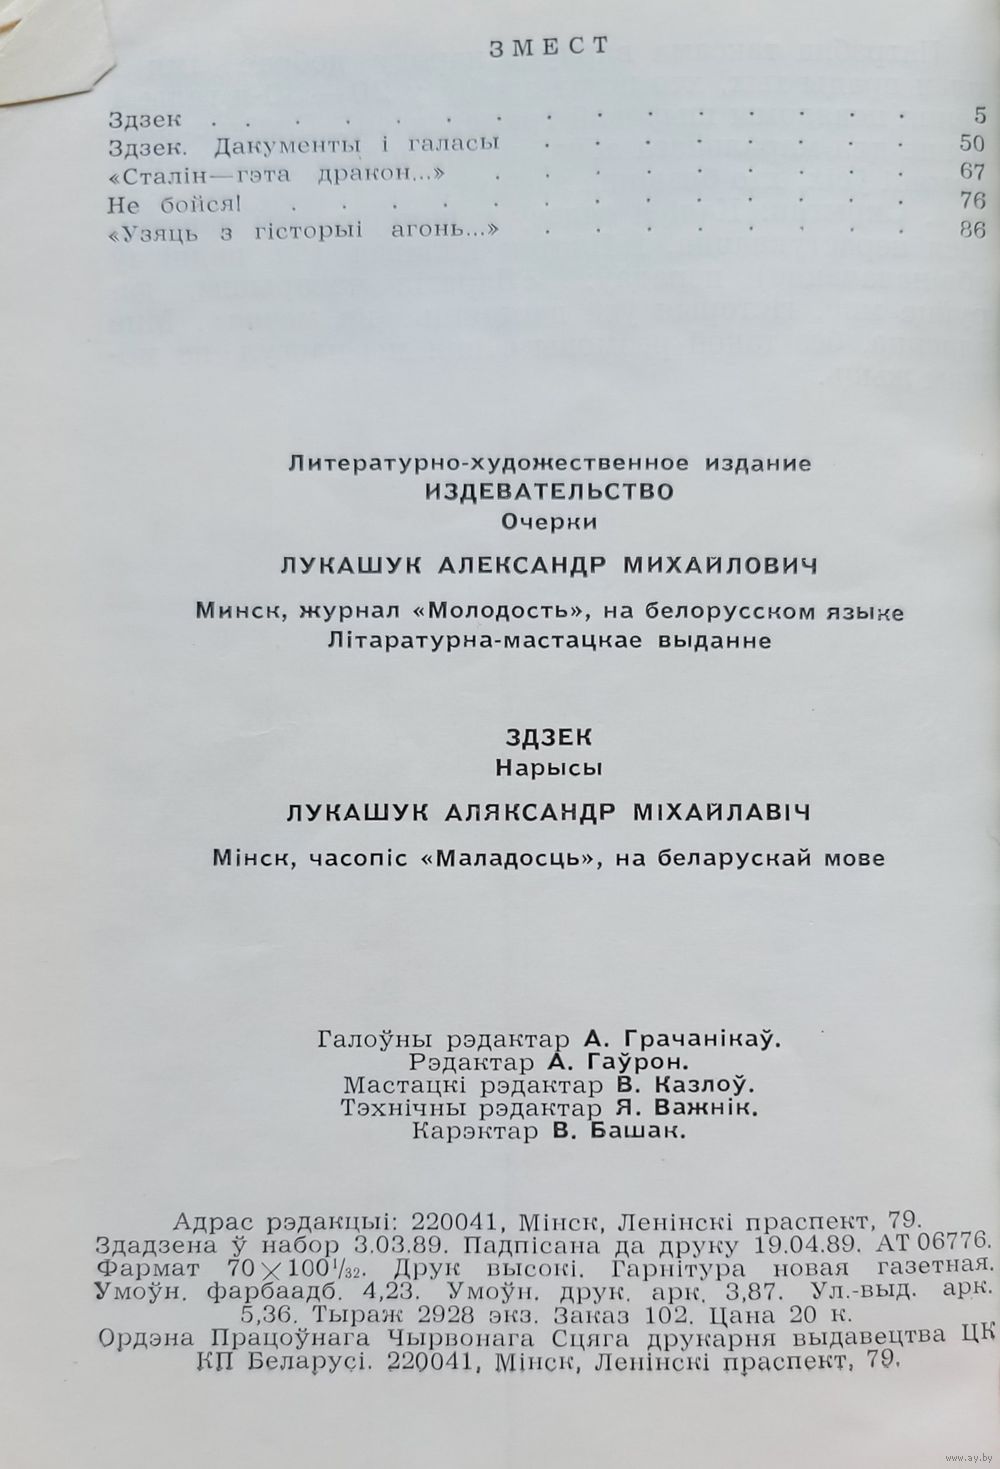 ЗМЕСТ
Здзек . . . . . . . . . . . . . . 5
Здзек. Дакументы і галасы . . . . . . . . 50
«Сталін—гэта дракон...» . . . . . . . . . 67
Не бойся! . . . . . . . . . . . . . 76
«Узяць з гісторыі агонь...» . . . . . . . . 86
Литературно-художественное издание
ИЗДЕВАТЕЛЬСТВО
Очерки
ЛУКАШУК АЛЕКСАНДР МИХАЙЛОВИЧ
Минск, журнал «Молодость», на белорусском языке
Літаратурна-мастацкае выданне
ЗДЗЕК
Нарысы
ЛУКАШУК АЛЯКСАНДР МІХАЙЛАВІЧ
Мінск, часопіс «Маладосць», на беларускай мове
Галоўны рэдактар А. Грачанікаў.
Рэдактар А. Гаўрон.
Мастацкі рэдактар В. Казлоў.
Тэхнічны рэдактар Я. Важнік.
Карэктар В. Башак.
Адрас рэдакцыі: 220041, Мінск, Ленінскі праспект, 79.
Здадзена ў набор 3.03.89. Падпісана да друку 19.04.89. АТ 06776.
Фармат 70×100¹/₃₂. Друк высокі. Гарнітура новая газетная.
Умоўн. фарбаадб. 4,23. Умоўн. друк. арк. 3,87. Ул.-выд. арк.
5,36. Тыраж 2928 экз. Заказ 102. Цана 20 к.
Ордэна Працоўнага Чырвонага Сцяга друкарня выдавецтва ЦК
КП Беларусі. 220041, Мінск, Ленінскі праспект, 79.
www.ay.by